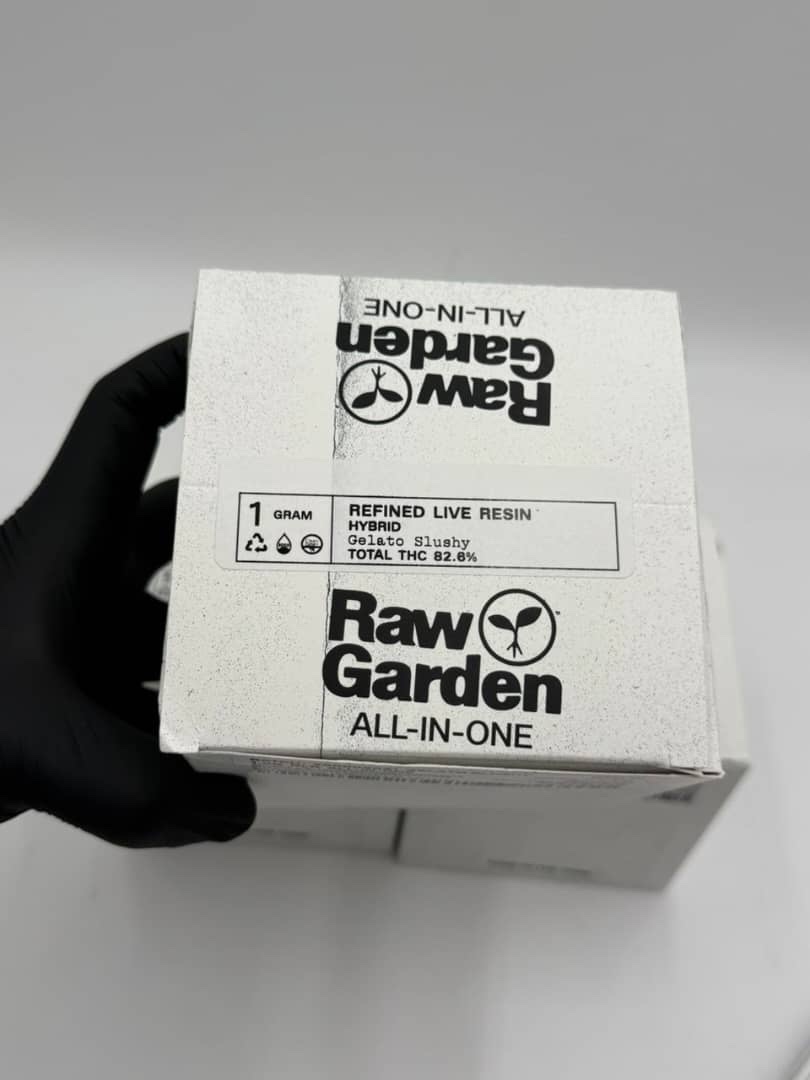 ALL-IN-ONE
Garden
Raw
1 GRAM
REFINED LIVE RESIN
HYBRID
Gelato Slushy
TOTAL THC 82.6%
Raw
Garden
ALL-IN-ONE